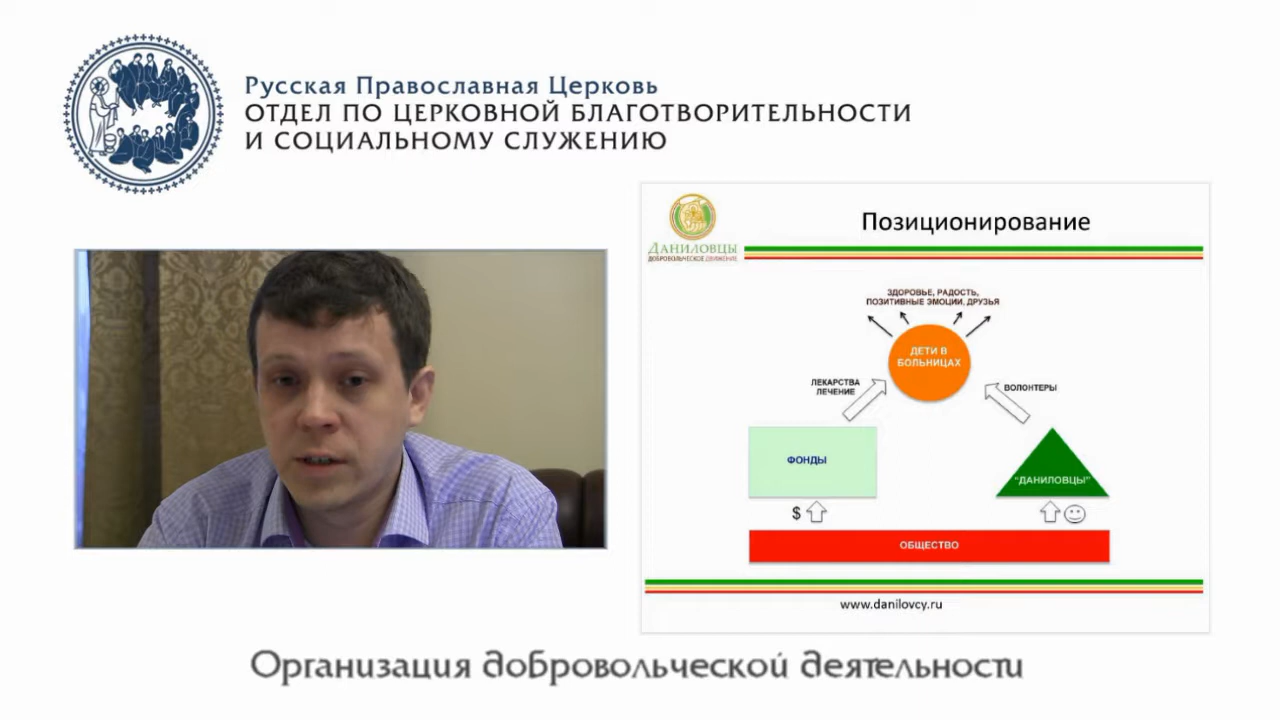 Русская Православная Церковь
ОТДЕЛ ПО ЦЕРКОВНОЙ БЛАГОТВОРИТЕЛЬНОСТИ
И СОЦИАЛЬНОМУ СЛУЖЕНИЮ
Позиционирование
ДАНИЛОВЦЫ
ДОБРОВОЛЬЧЕСКОЕ ДВИЖЕНИЕ
ЗДОРОВЬЕ, РАДОСТЬ,
ПОЗИТИВНЫЕ ЭМОЦИИ, ДРУЗЬЯ
ДЕТИ В
БОЛЬНИЦАХ
ЛЕКАРСТВА
ЛЕЧЕНИЕ
ВОЛОНТЕРЫ
ФОНДЫ
"ДАНИЛОВЦЫ"
$
ОБЩЕСТВО
www.danilovcy.ru
Организация добровольческой деятельности